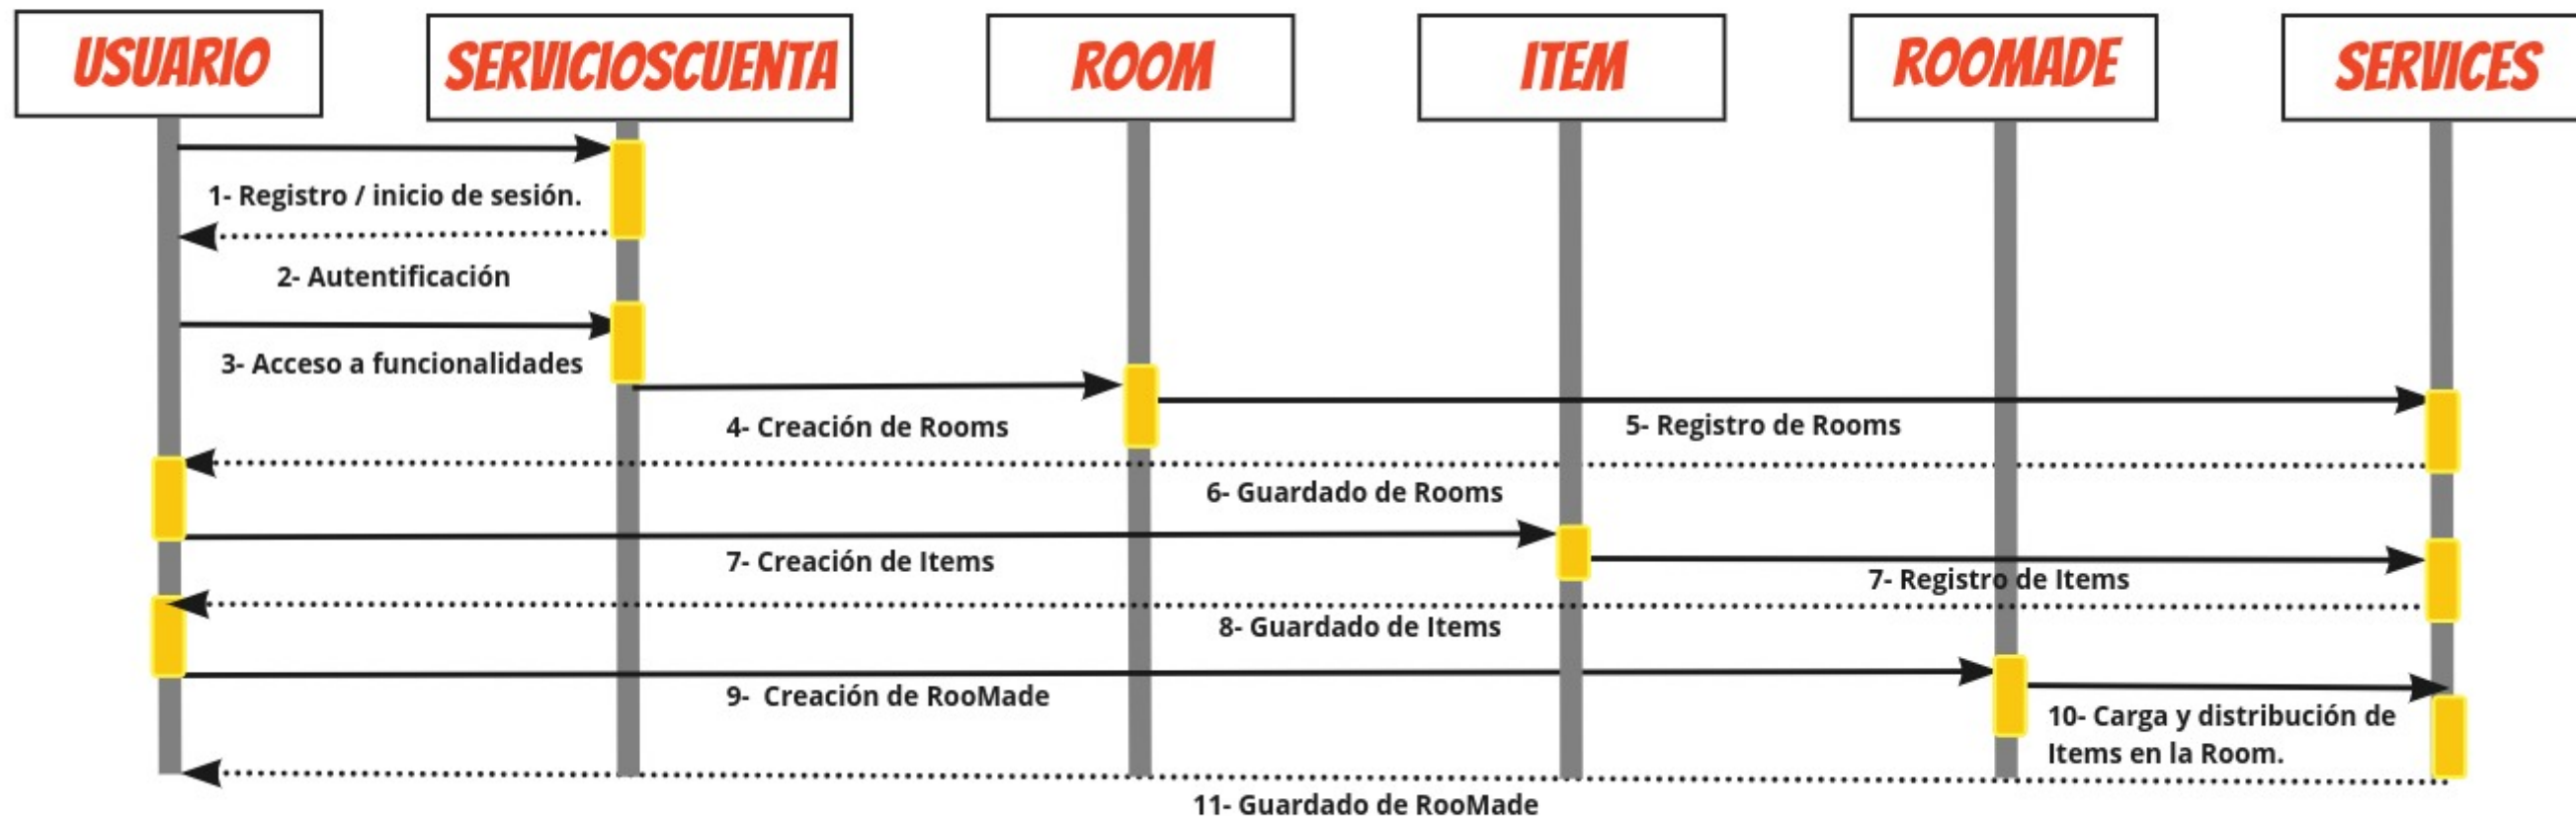 USUARIO
SERVICIOSCUENTA
ROOM
ITEM
ROOMADE
SERVICES
1- Registro / inicio de sesión.
2- Autentificación
3- Acceso a funcionalidades
4- Creación de Rooms
5- Registro de Rooms
6- Guardado de Rooms
7- Creación de Items
7- Registro de Items
8- Guardado de Items
9- Creación de RooMade
10- Carga y distribución de
Items en la Room.
11- Guardado de RooMade